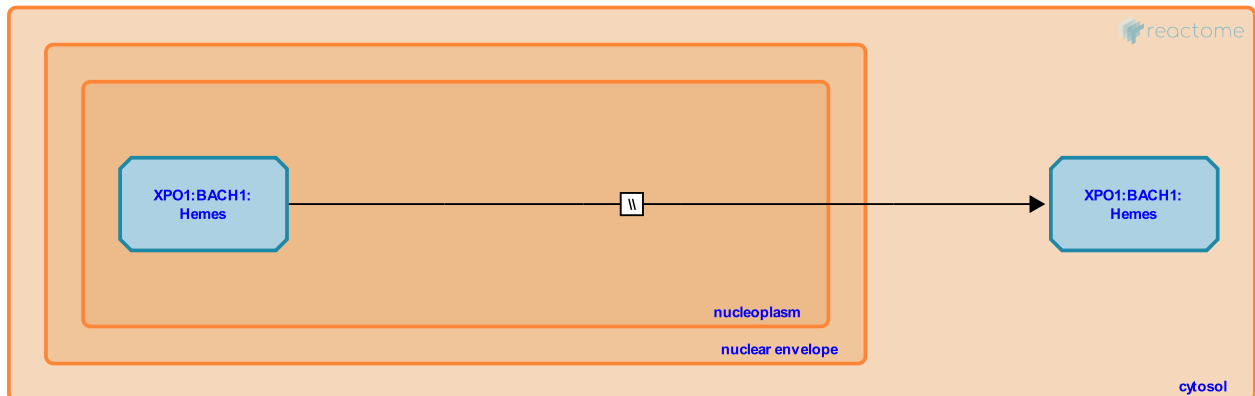 reactome
XPO1:BACH1:
Hemes
\\
XPO1:BACH1:
Hemes
nucleoplasm
nuclear envelope
cytosol